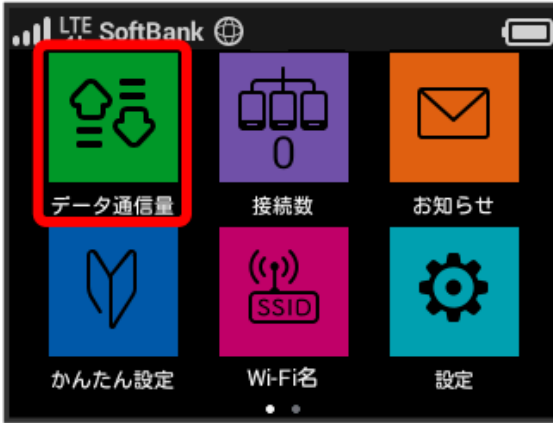 LTE SoftBank
0
データ通信量 接続数 お知らせ
SSID
かんたん設定 Wi-Fi名 設定